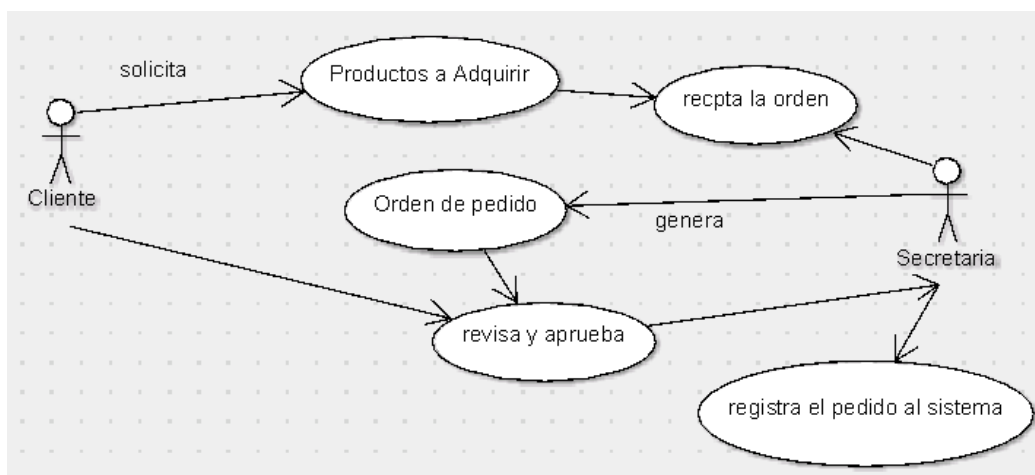 solicita
Productos a Adquirir
recpta la orden
Cliente
Orden de pedido
genera
Secretaria
revisa y aprueba
registra el pedido al sistema